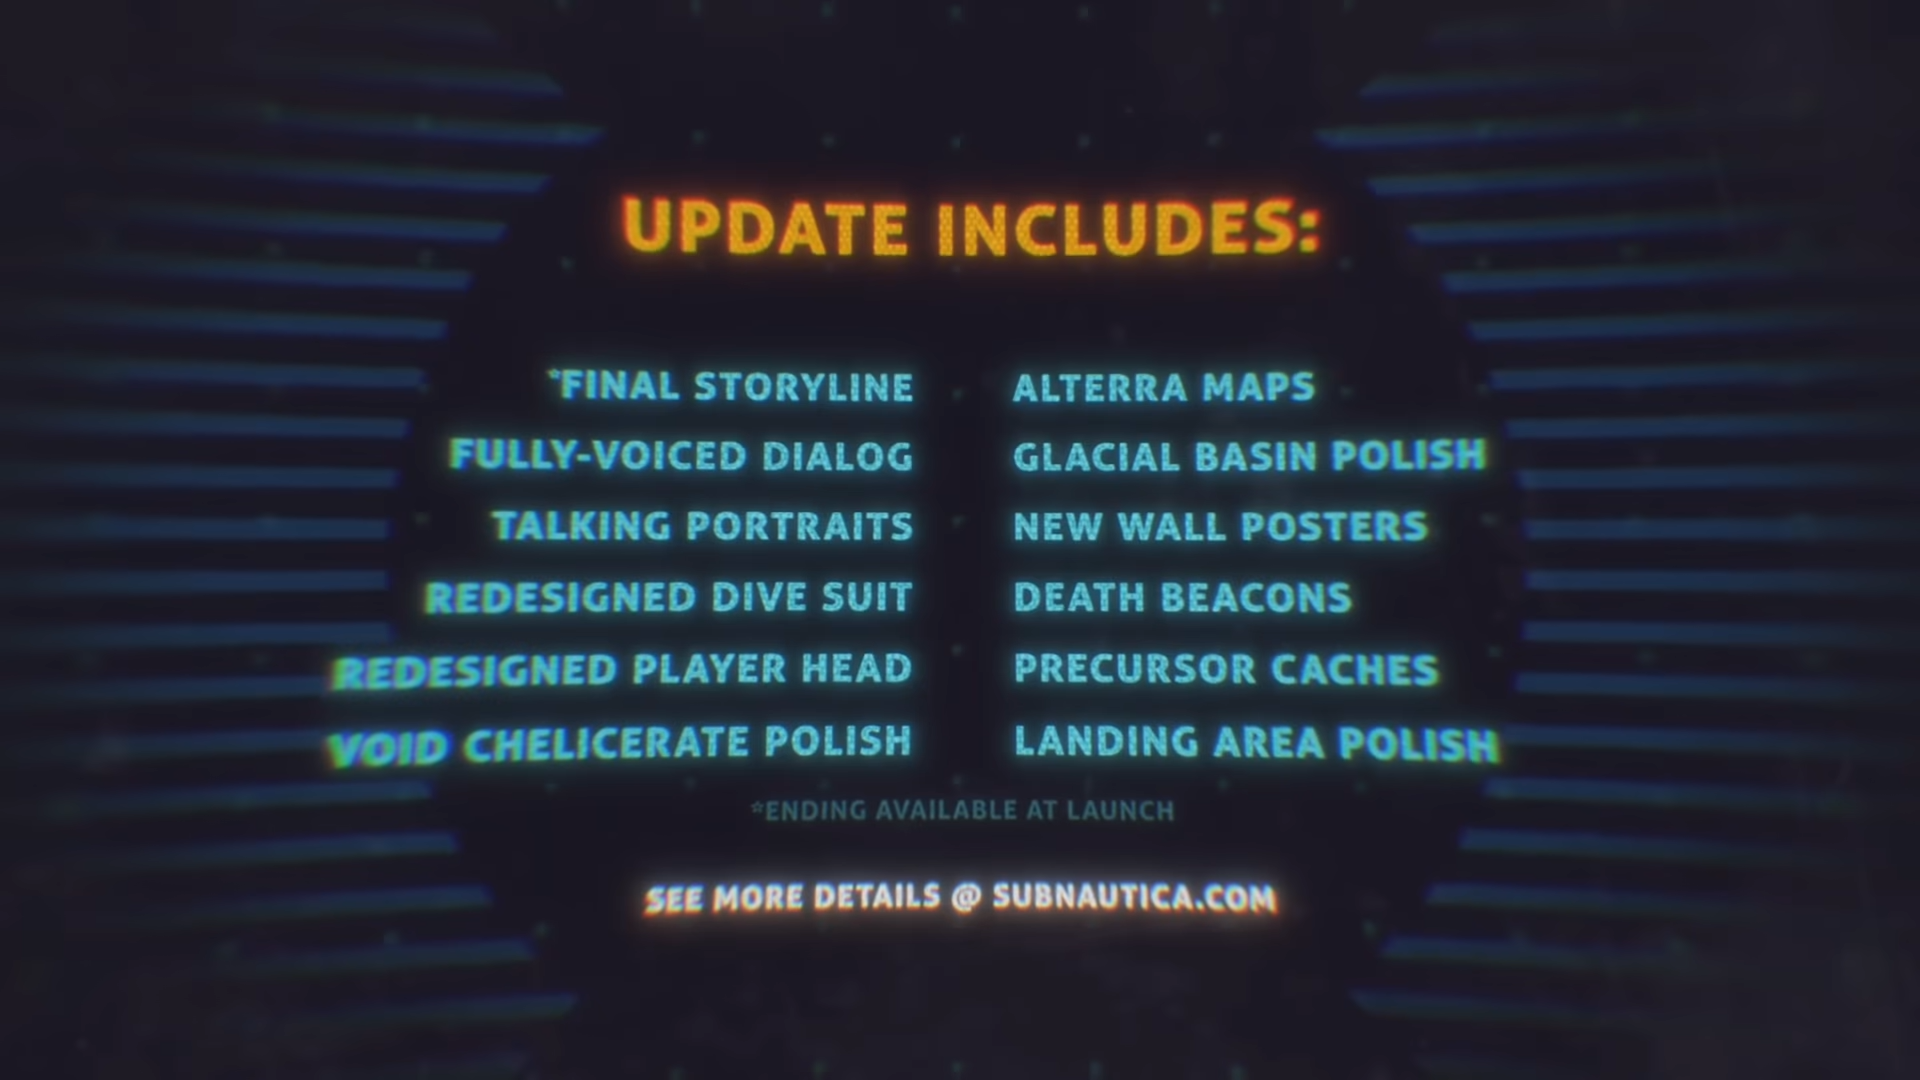 UPDATE INCLUDES:
*FINAL STORYLINE
FULLY-VOICED DIALOG
TALKING PORTRAITS
REDESIGNED DIVE SUIT
REDESIGNED PLAYER HEAD
VOID CHELICERATE POLISH
ALTERRA MAPS
GLACIAL BASIN POLISH
NEW WALL POSTERS
DEATH BEACONS
PRECURSOR CACHES
LANDING AREA POLISH
*ENDING AVAILABLE AT LAUNCH
SEE MORE DETAILS @ SUBNAUTICA.COM